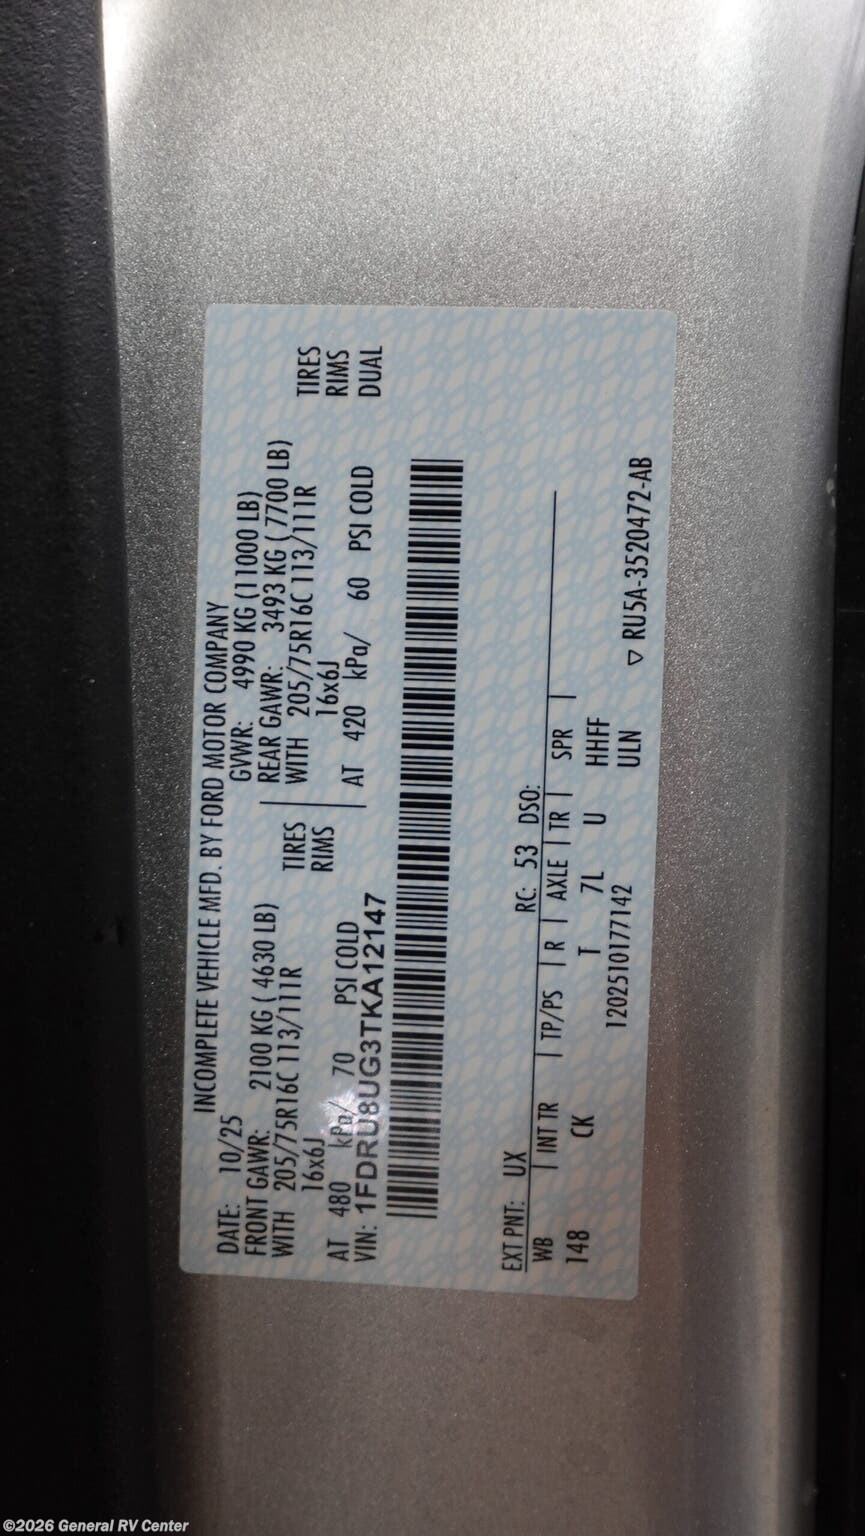 INCOMPLETE VEHICLE MFD. BY FORD MOTOR COMPANY
DATE: 10/25 GVWR: 4990 KG (11000 LB)
FRONT GAWR: 2100 KG ( 4630 LB) REAR GAWR: 3493 KG ( 7700 LB)
WITH 205/75R16C 113/111R TIRES WITH 205/75R16C 113/111R TIRES
16x6J RIMS 16x6J RIMS
AT 480 kPa/ 70 PSI COLD AT 420 kPa/ 60 PSI COLD DUAL
VIN: 1FDRU8UG3TKA12147
EXT PNT: UX RC: 53 DSO:
WB | INT TR | TP/PS | R | AXLE | TR | SPR |
148 CK T 7L U HHFF
1202510177142 ULN ▽ RU5A-3520472-AB
©2026 General RV Center